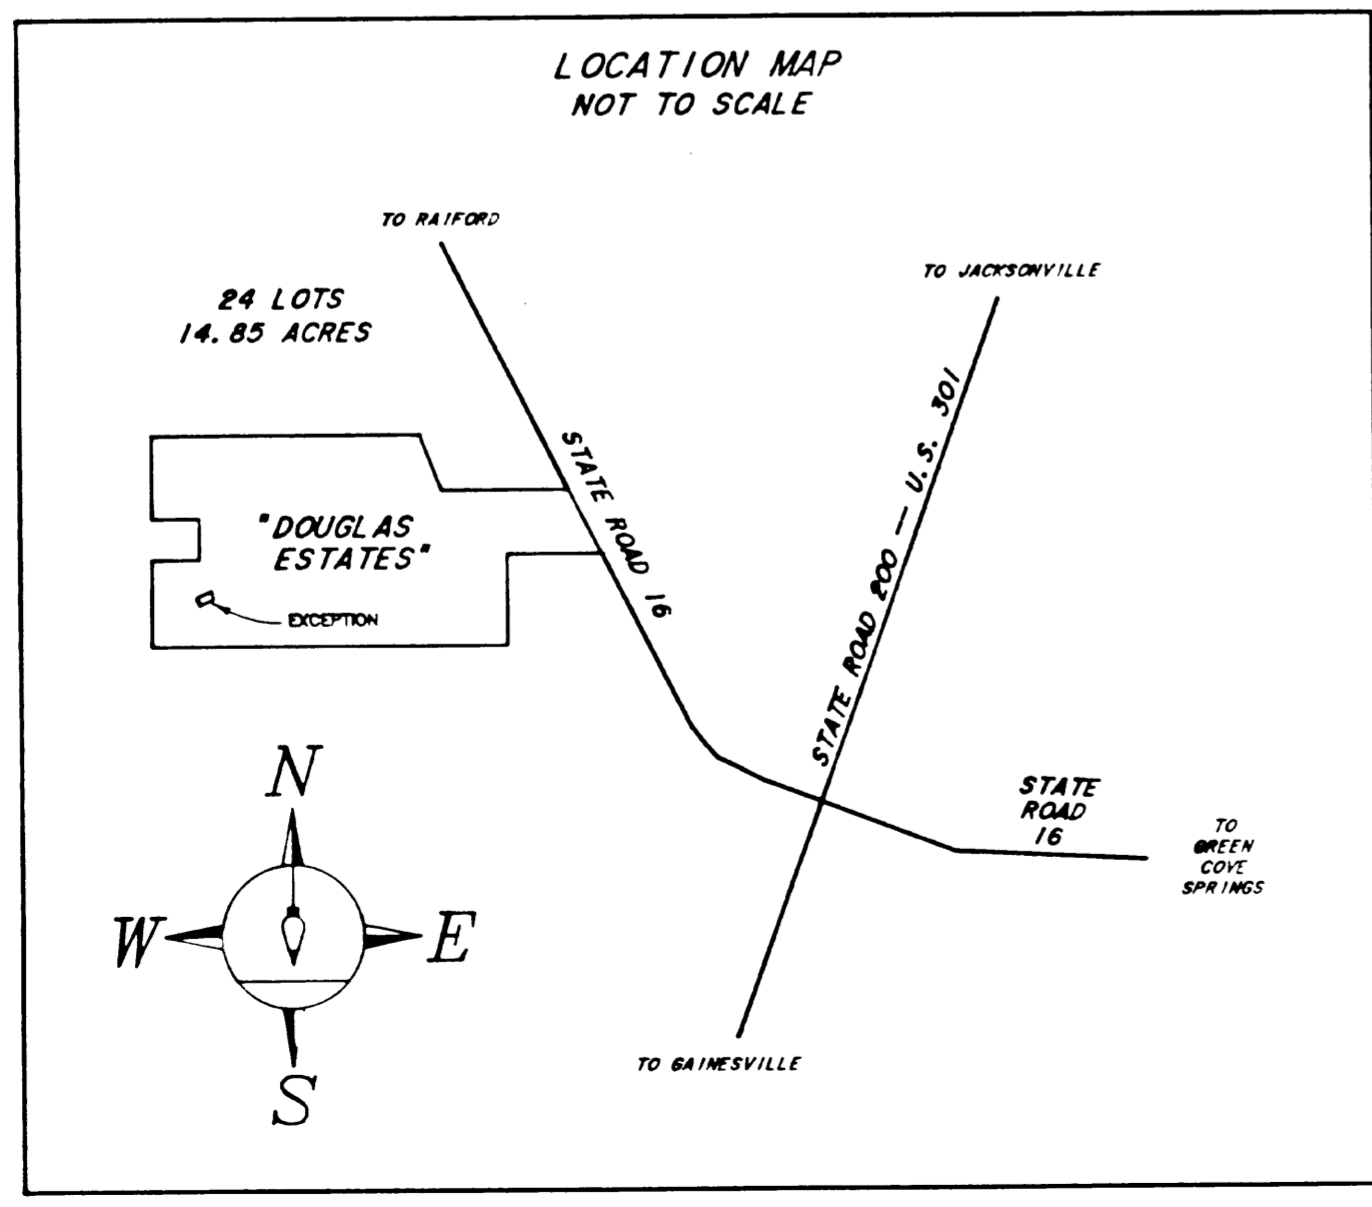 LOCATION MAP
NOT TO SCALE
TO RAIFORD
TO JACKSONVILLE
24 LOTS
14.85 ACRES
STATE ROAD 16
STATE ROAD 200 — U.S. 301
"DOUGLAS
ESTATES"
EXCEPTION
N
W
E
S
STATE
ROAD
16
TO
GREEN
COVE
SPRINGS
TO GAINESVILLE